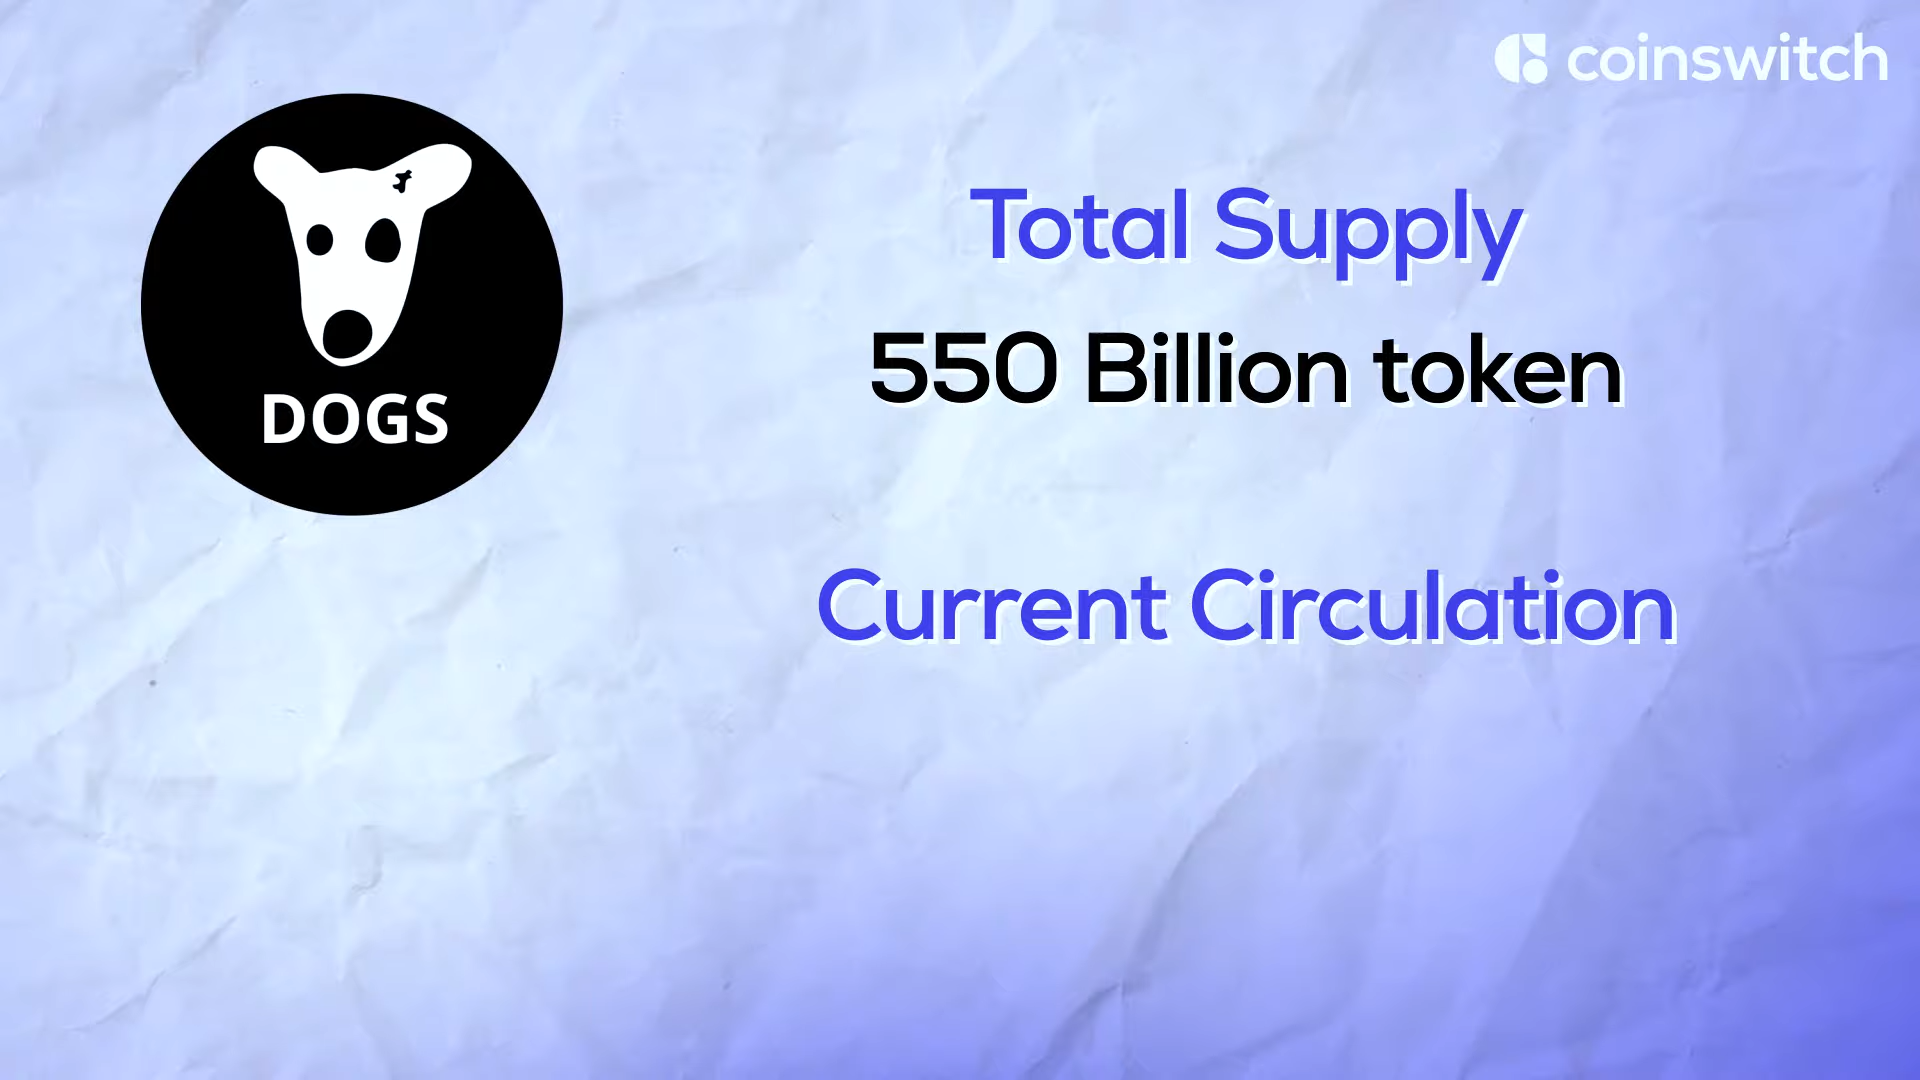 coinswitch
DOGS
Total Supply
550 Billion token
Current Circulation